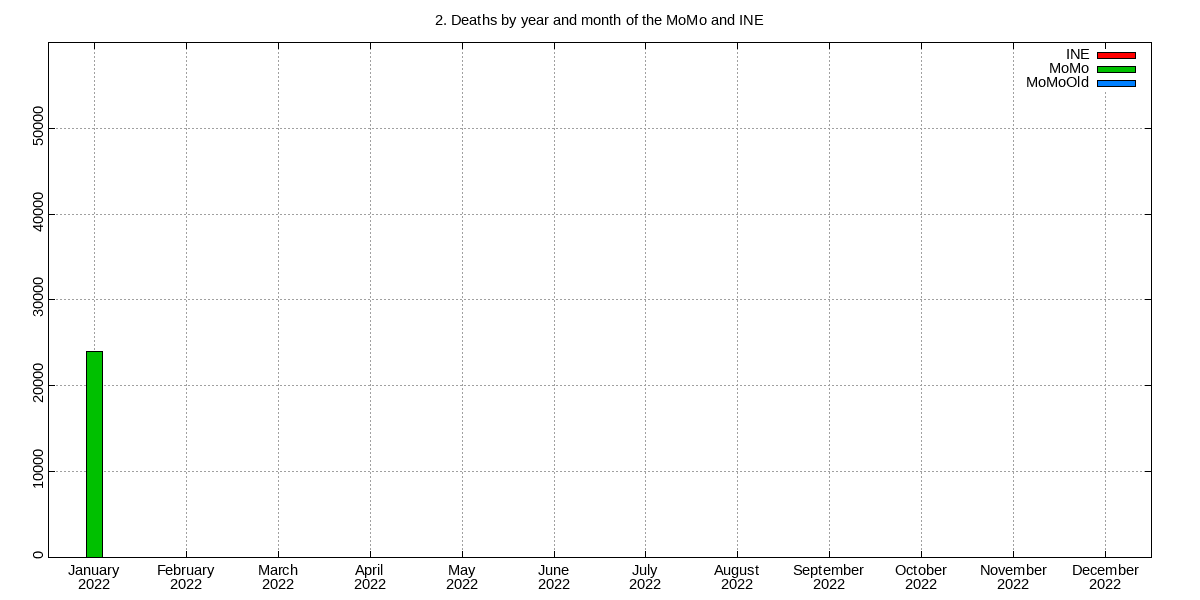 2. Deaths by year and month of the MoMo and INE
INE
MoMo
MoMoOld
50000
40000
30000
20000
10000
0
January February March April May June July August September October November December
2022 2022 2022 2022 2022 2022 2022 2022 2022 2022 2022 2022